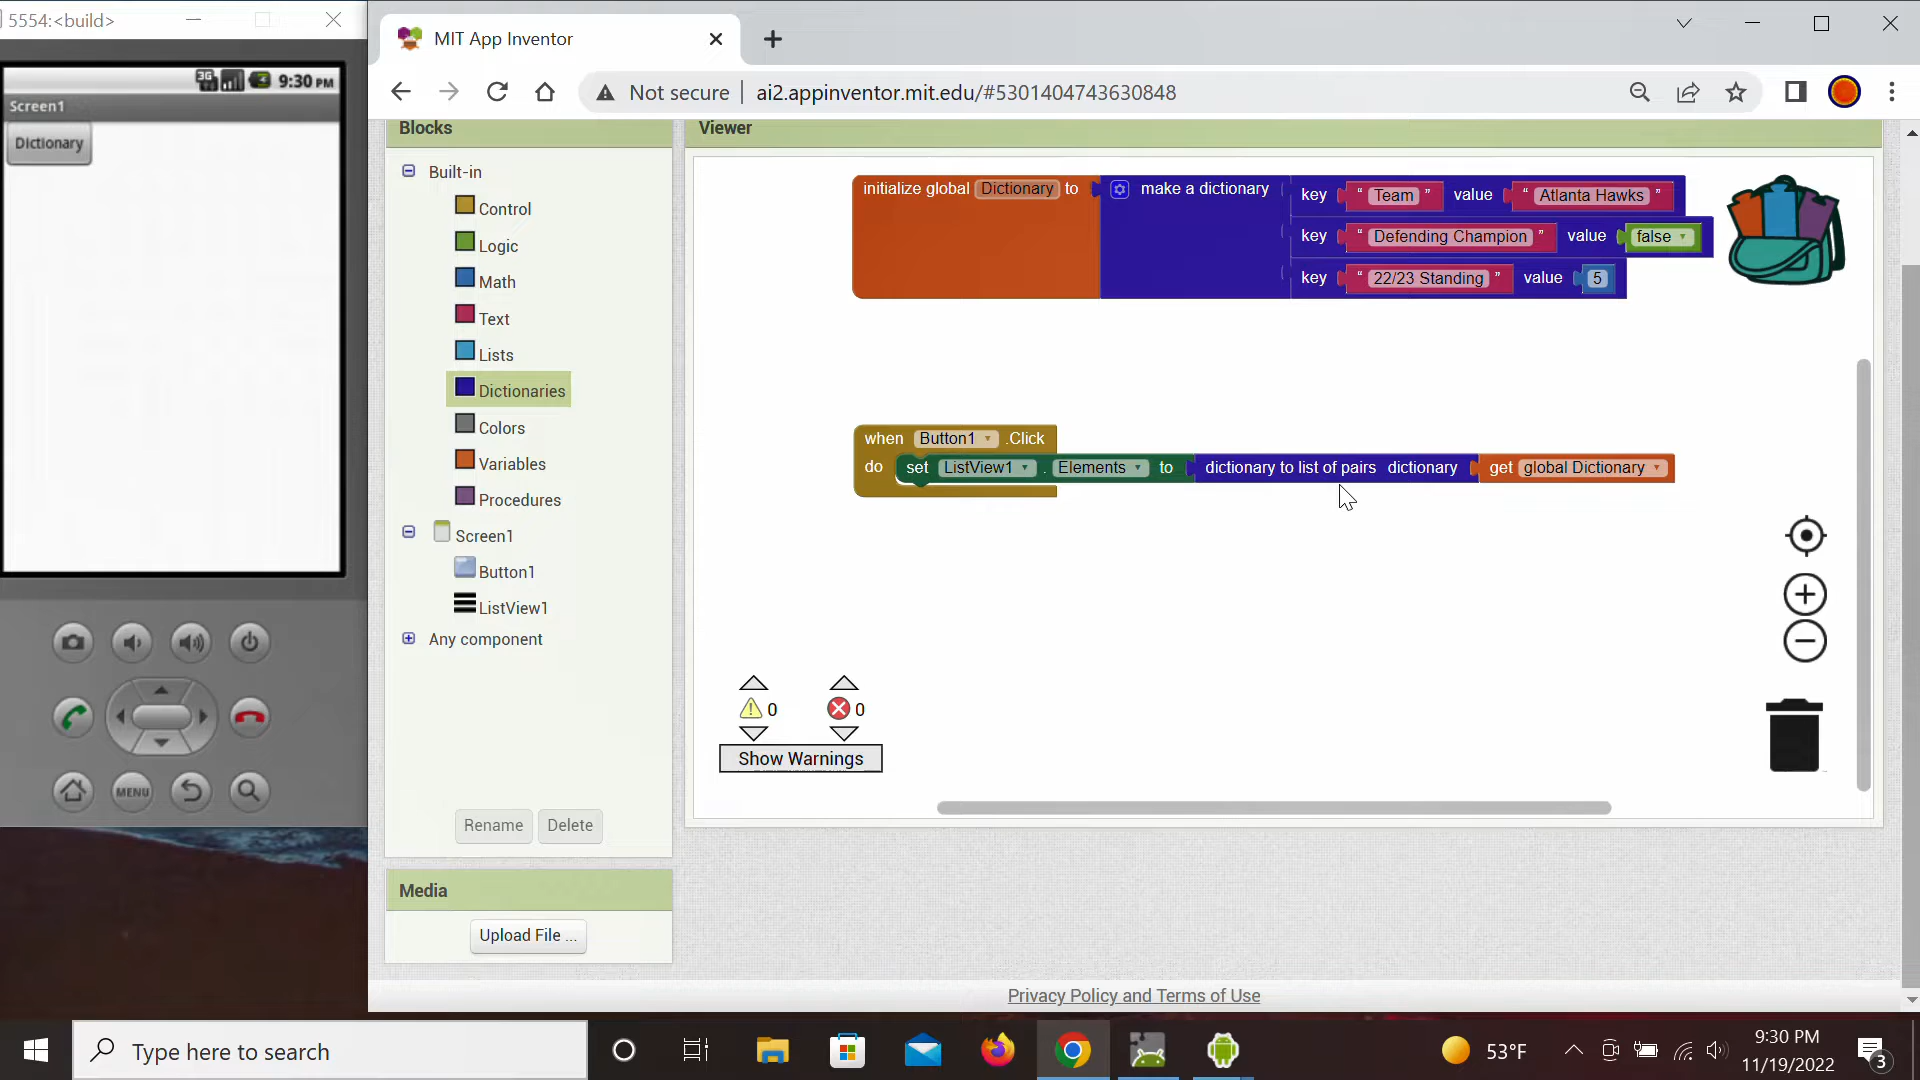 5554:<build>
3G 9:30 PM
Screen1
Dictionary
MENU
MIT App Inventor
Not secure
ai2.appinventor.mit.edu/#5301404743630848
Blocks
Built-in
Control
Logic
Math
Text
Lists
Dictionaries
Colors
Variables
Procedures
Screen1
Button1
ListView1
Any component
Rename Delete
Media
Upload File ...
Viewer
initialize global Dictionary to make a dictionary key “ Team ” value “ Atlanta Hawks ”
key “ Defending Champion ” value false
key “ 22/23 Standing ” value 5
when Button1 .Click
do set ListView1 . Elements to dictionary to list of pairs dictionary get global Dictionary
0 0
Show Warnings
Privacy Policy and Terms of Use
Type here to search
53°F
9:30 PM
11/19/2022
3